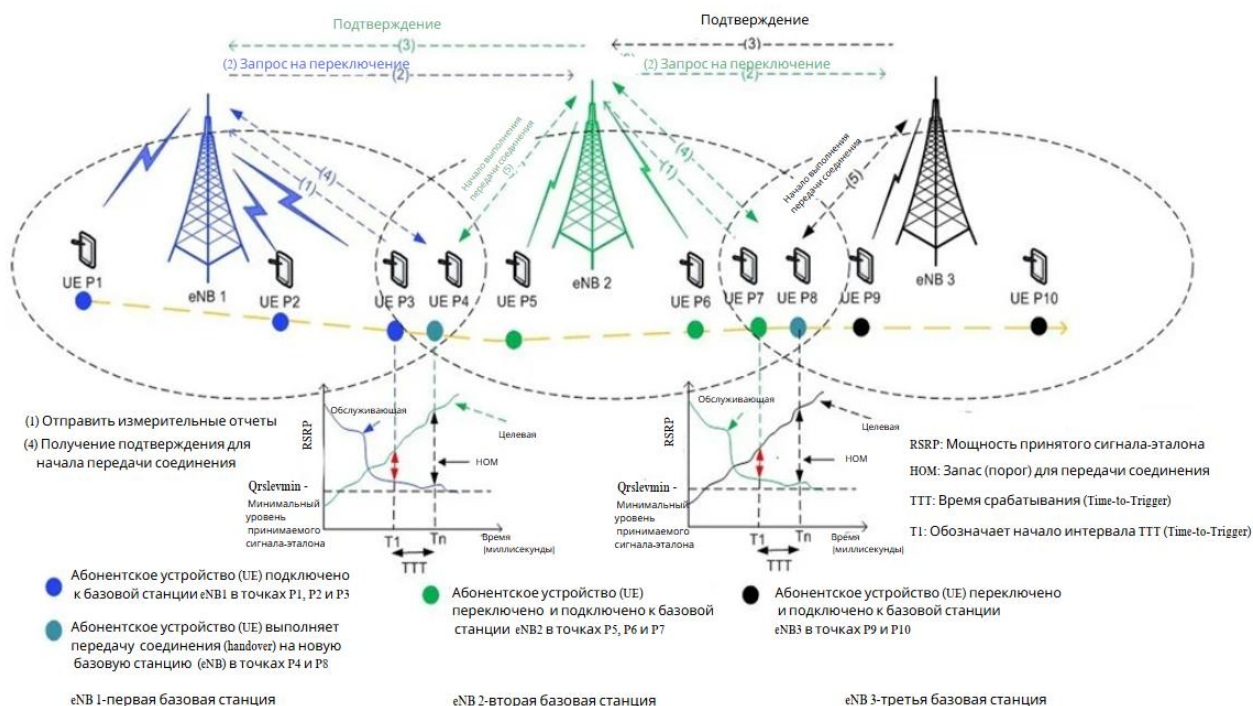 Подтверждение
Подтверждение
(3)
(3)
(2) Запрос на переключение
(2) Запрос на переключение
(2)
(2)
Начало выполнения
передачи соединения
(5)
(4)
(1)
(4)
(1)
Начало выполнения
передачи соединения
(5)
UE P1
eNB 1
UE P2
UE P3
UE P4
UE P5
eNB 2
UE P6
UE P7
UE P8
UE P9
eNB 3
UE P10
(1) Отправить измерительные отчеты
(4) Получение подтверждения для
начала передачи соединения
RSRP
Обслуживающая
Целевая
HOM
Qrslevmin -
Минимальный
уровень
принимаемого
сигнала-эталона
T1
Tn
TTT
Время
|миллисекунды)
RSRP
Обслуживающая
Целевая
HOM
Qrslevmin -
Минимальный
уровень
принимаемого
сигнала-эталона
T1
Tn
TTT
Время
|миллисекунды)
RSRP: Мощность принятого сигнала-эталона
HOM: Запас (порог) для передачи соединения
TTT: Время срабатывания (Time-to-Trigger)
T1: Обозначает начало интервала TTT (Time-to-Trigger)
Абонентское устройство (UE) подключено
к базовой станции eNB1 в точках P1, P2 и P3
Абонентское устройство (UE) выполняет
передачу соединения (handover) на новую
базовую станцию (eNB) в точках P4 и P8
Абонентское устройство (UE)
переключено и подключено к базовой
станции eNB2 в точках P5, P6 и P7
Абонентское устройство (UE) переключено
и подключено к базовой станции
eNB3 в точках P9 и P10
eNB 1-первая базовая станция
eNB 2-вторая базовая станция
eNB 3-третья базовая станция